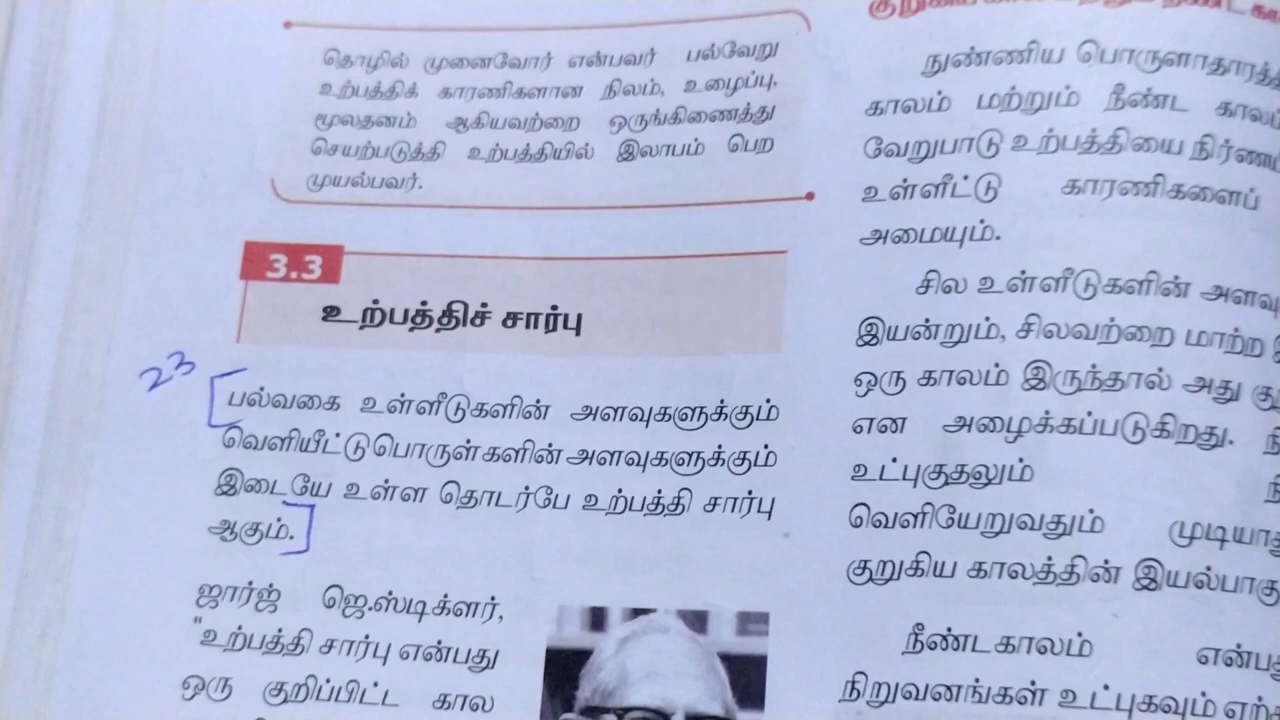 தொழில் முனைவோர் என்பவர் பல்வேறு
உற்பத்திக் காரணிகளான நிலம், உழைப்பு,
மூலதனம் ஆகியவற்றை ஒருங்கிணைத்து
செயற்படுத்தி உற்பத்தியில் இலாபம் பெற
முயல்பவர்.
3.3
உற்பத்திச் சார்பு
23
பல்வகை உள்ளீடுகளின் அளவுகளுக்கும்
வெளியீட்டுபொருள்களின் அளவுகளுக்கும்
இடையே உள்ள தொடர்பே உற்பத்தி சார்பு
ஆகும்.
ஜார்ஜ் ஜெ.ஸ்டிக்ளர்,
"உற்பத்தி சார்பு என்பது
ஒரு குறிப்பிட்ட கால
நுண்ணிய
காலம் மற்றும் நீண்ட
வேறுபாடு உற்பத்தியை
உள்ளீட்டு காரணிகளைப்
அமையும்.
சில உள்ளீடுகளின்
இயன்றும், சிலவற்றை மாற்ற
ஒரு காலம் இருந்தால் அது
என அழைக்கப்படுகிறது.
உட்புகுதலும்
வெளியேறுவதும்
குறுகிய காலத்தின்
நீண்டகாலம்
நிறுவனங்கள் உட்புகவும்